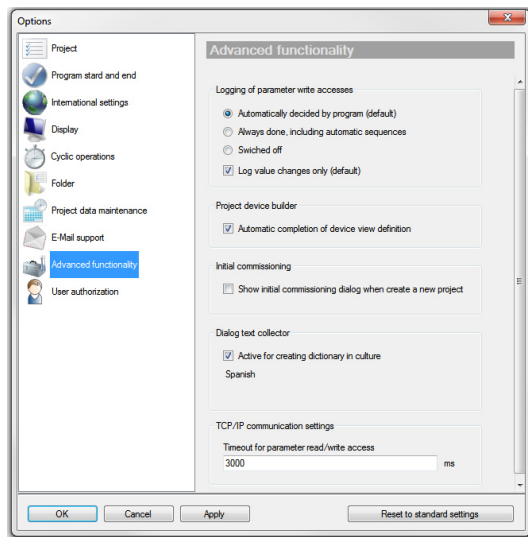 Options
Project
Program stard and end
International settings
Display
Cyclic operations
Folder
Project data maintenance
E-Mail support
Advanced functionality
User authorization
Advanced functionality
Logging of parameter write accesses
Automatically decided by program (default)
Always done, including automatic sequences
Swiched off
Log value changes only (default)
Project device builder
Automatic completion of device view definition
Initial commissioning
Show initial commissioning dialog when create a new project
Dialog text collector
Active for creating dictionary in culture
Spanish
TCP/IP communication settings
Timeout for parameter read/write access
3000 ms
OK Cancel Apply Reset to standard settings